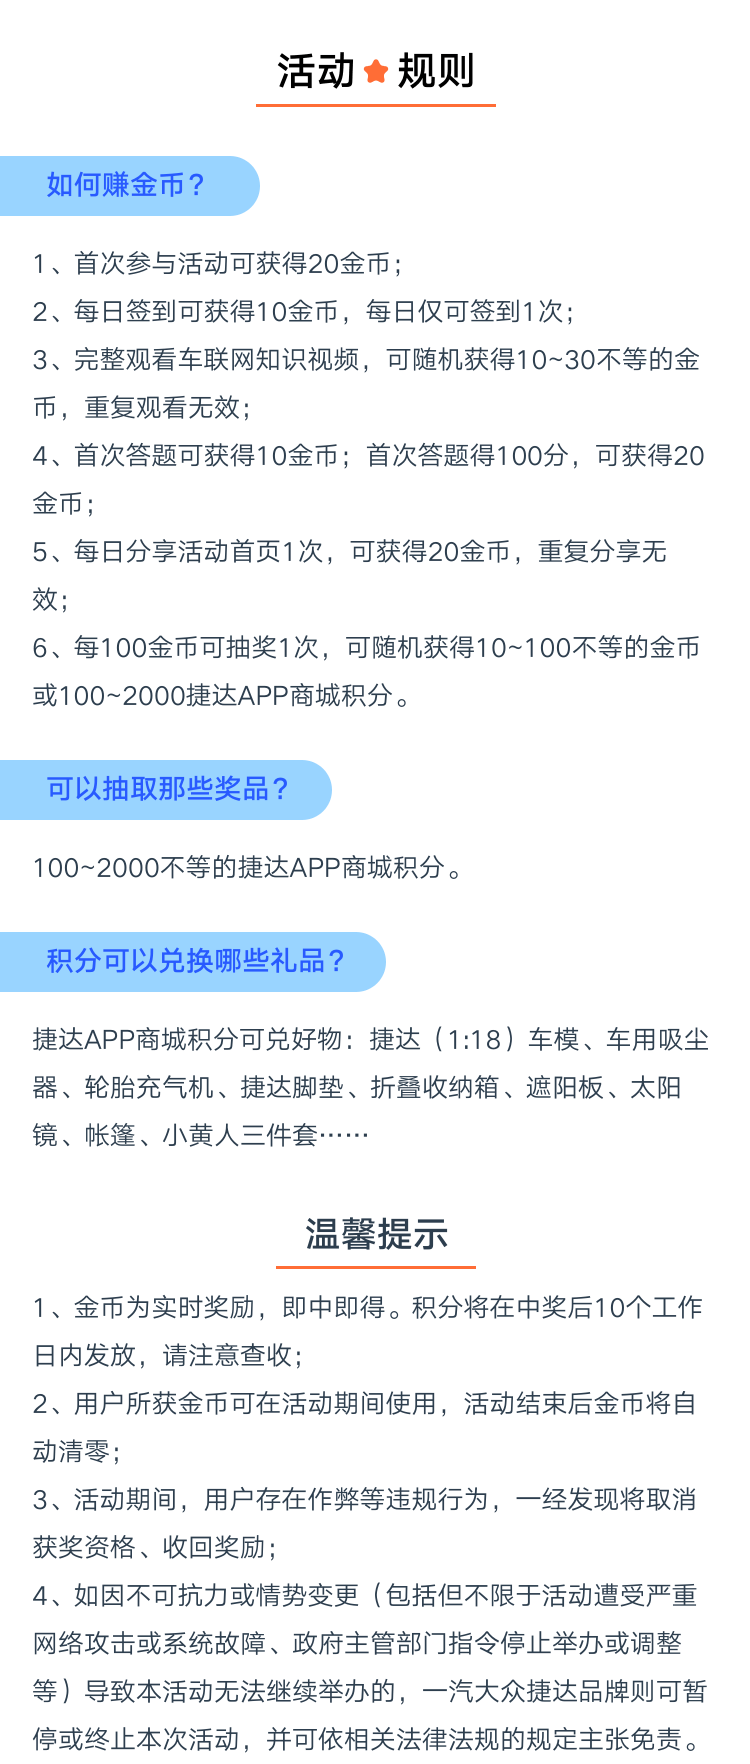 活动 规则
如何赚金币？
1、首次参与活动可获得20金币；
2、每日签到可获得10金币，每日仅可签到1次；
3、完整观看车联网知识视频，可随机获得10~30不等的金
币，重复观看无效；
4、首次答题可获得10金币；首次答题得100分，可获得20
金币；
5、每日分享活动首页1次，可获得20金币，重复分享无
效；
6、每100金币可抽奖1次，可随机获得10~100不等的金币
或100~2000捷达APP商城积分。
可以抽取那些奖品？
100~2000不等的捷达APP商城积分。
积分可以兑换哪些礼品？
捷达APP商城积分可兑好物：捷达（1:18）车模、车用吸尘
器、轮胎充气机、捷达脚垫、折叠收纳箱、遮阳板、太阳
镜、帐篷、小黄人三件套……
温馨提示
1、金币为实时奖励，即中即得。积分将在中奖后10个工作
日内发放，请注意查收；
2、用户所获金币可在活动期间使用，活动结束后金币将自
动清零；
3、活动期间，用户存在作弊等违规行为，一经发现将取消
获奖资格、收回奖励；
4、如因不可抗力或情势变更（包括但不限于活动遭受严重
网络攻击或系统故障、政府主管部门指令停止举办或调整
等）导致本活动无法继续举办的，一汽大众捷达品牌则可暂
停或终止本次活动，并可依相关法律法规的规定主张免责。